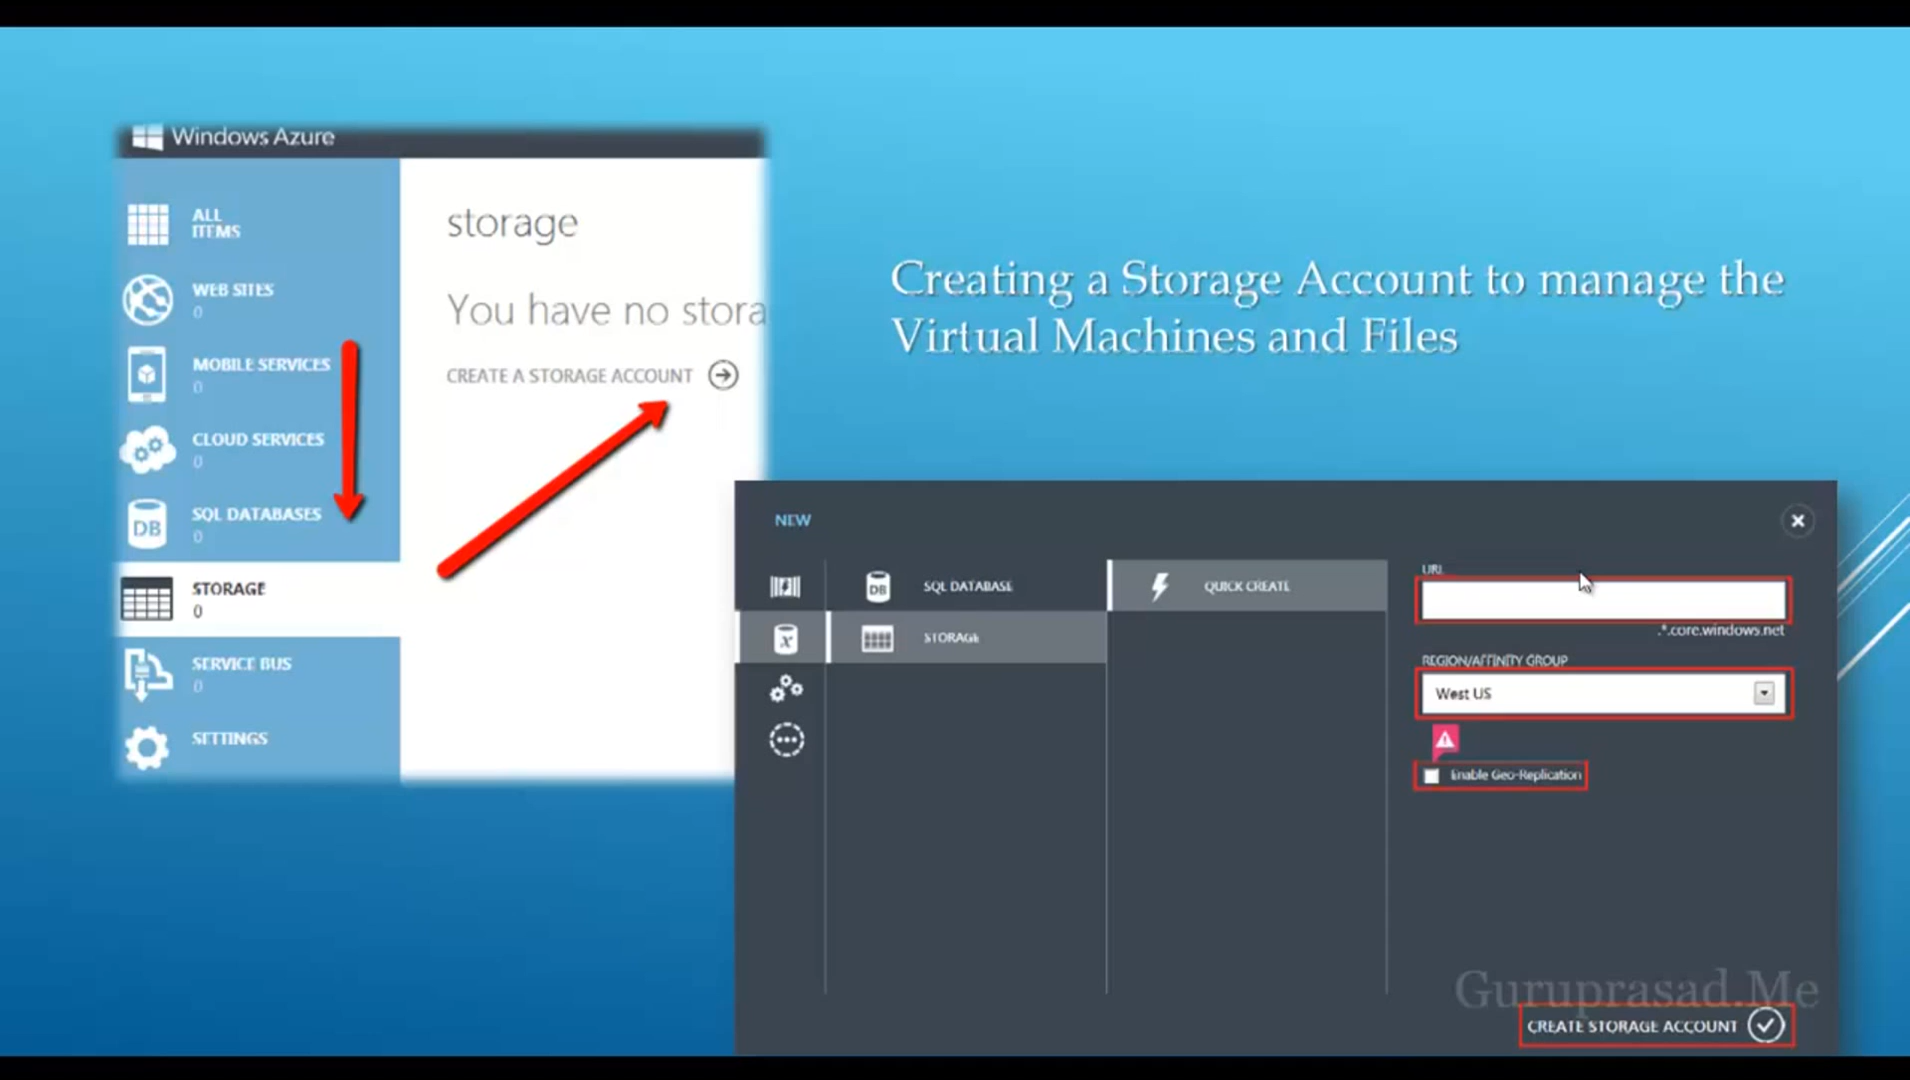 Windows Azure
ALL
ITEMS
WEB SITES
0
MOBILE SERVICES
0
CLOUD SERVICES
0
DB
SQL DATABASES
0
STORAGE
0
SERVICE BUS
0
SETTINGS
storage
You have no stora
CREATE A STORAGE ACCOUNT
Creating a Storage Account to manage the
Virtual Machines and Files
NEW
DB
SQL DATABASE
x
STORAGE
QUICK CREATE
URL
.*.core.windows.net
REGION/AFFINITY GROUP
West US
Enable Geo-Replication
Guruprasad.Me
CREATE STORAGE ACCOUNT